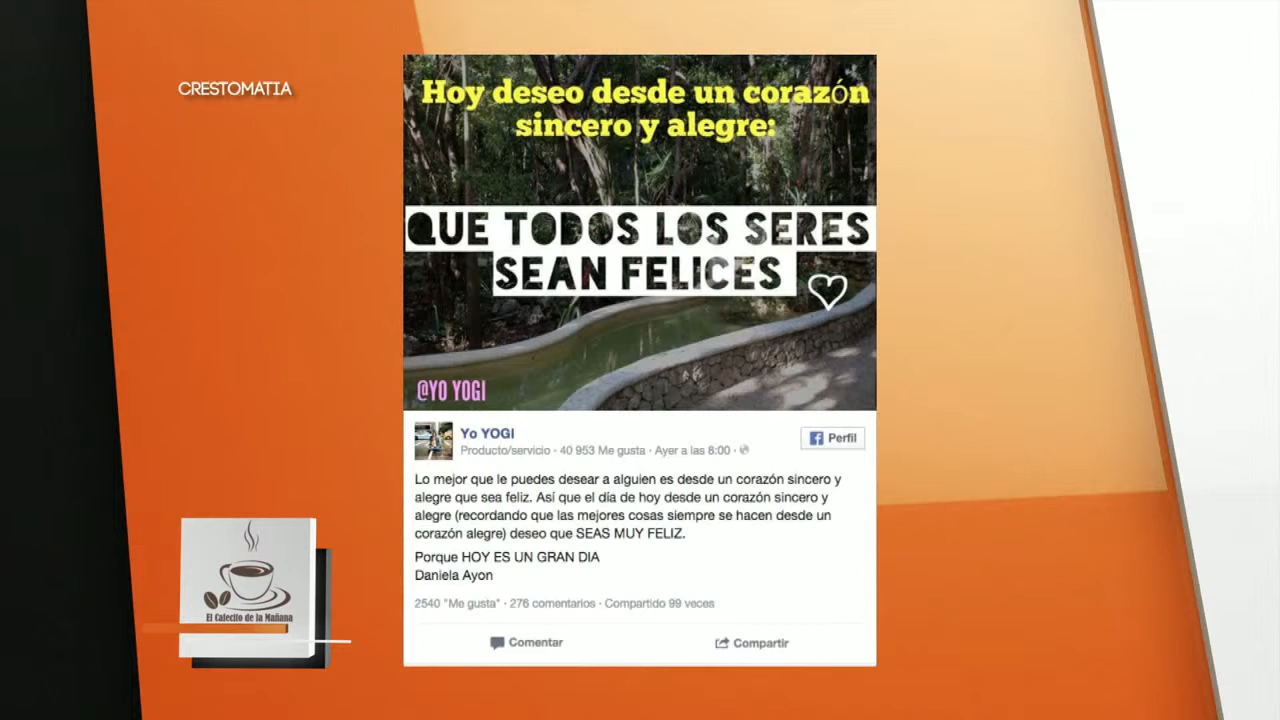 CRESTOMATIA
Hoy deseo desde un corazón
sincero y alegre:
QUE TODOS LOS SERES
SEAN FELICES
@YO YOGI
Yo YOGI
Producto/servicio · 40 953 Me gusta · Ayer a las 8:00 ·
Perfil
Lo mejor que le puedes desear a alguien es desde un corazón sincero y
alegre que sea feliz. Así que el día de hoy desde un corazón sincero y
alegre (recordando que las mejores cosas siempre se hacen desde un
corazón alegre) deseo que SEAS MUY FELIZ.
Porque HOY ES UN GRAN DIA
Daniela Ayon
2540 "Me gusta" · 276 comentarios · Compartido 99 veces
Comentar
Compartir
El Cafecito de la Mañana